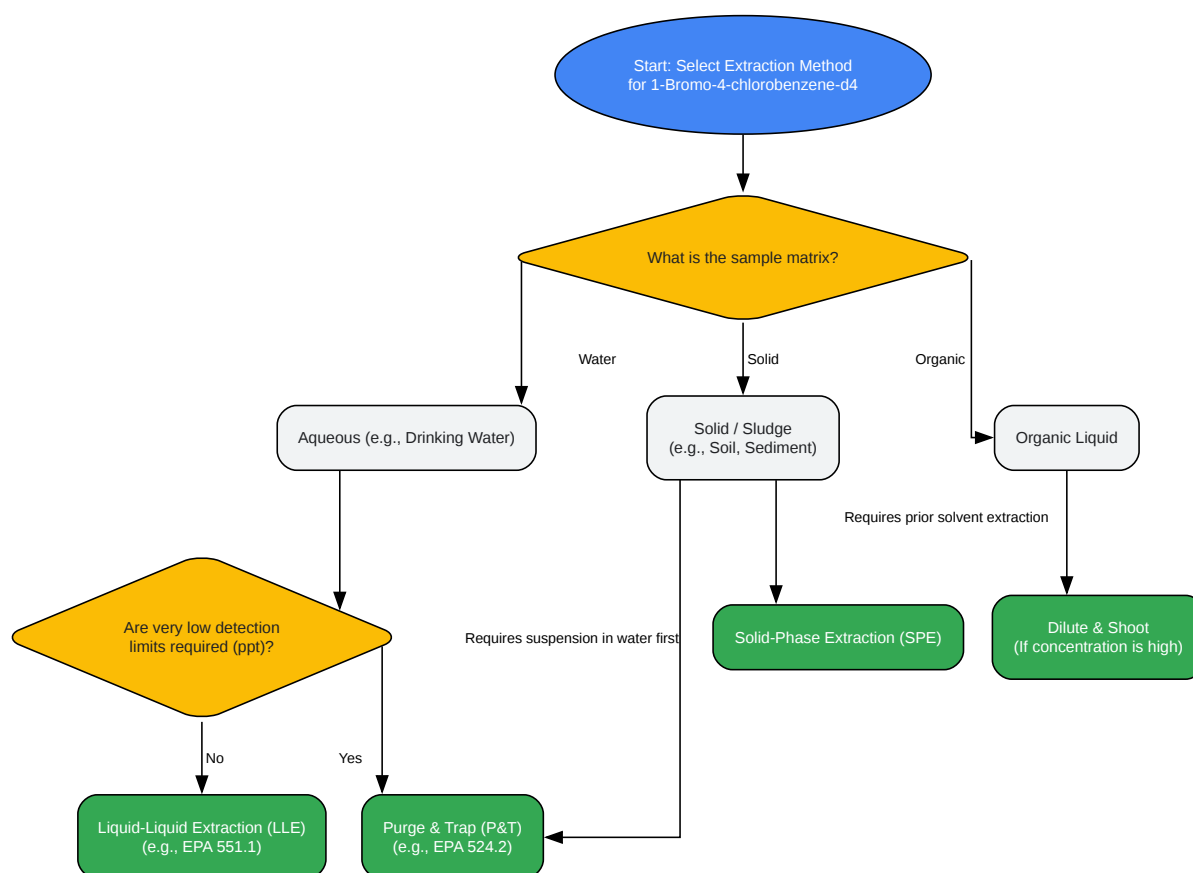 Start: Select Extraction Method
for 1-Bromo-4-chlorobenzene-d4
What is the sample matrix?
Water
Solid
Organic
Aqueous (e.g., Drinking Water)
Solid / Sludge
(e.g., Soil, Sediment)
Organic Liquid
Requires prior solvent extraction
Are very low detection
limits required (ppt)?
Requires suspension in water first
Solid-Phase Extraction (SPE)
Dilute & Shoot
(If concentration is high)
No
Yes
Liquid-Liquid Extraction (LLE)
(e.g., EPA 551.1)
Purge & Trap (P&T)
(e.g., EPA 524.2)